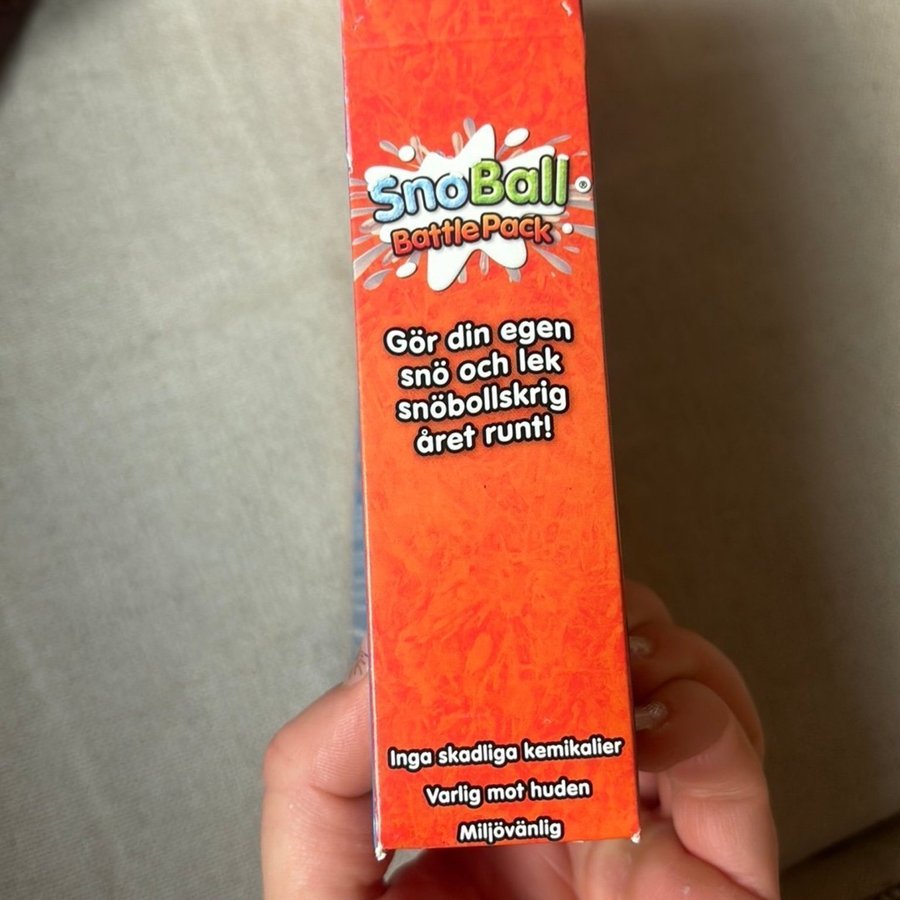 SnoBall®
BattlePack
Gör din egen
snö och lek
snöbollskrig
året runt!
Inga skadliga kemikalier
Varlig mot huden
Miljövänlig